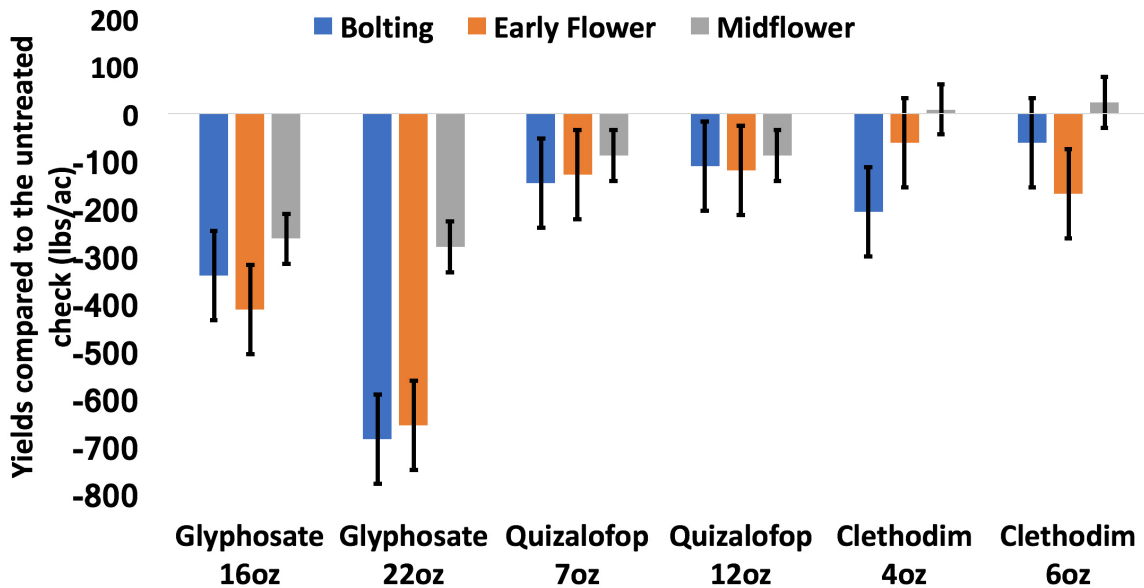 200
Bolting Early Flower Midflower
100
0
-100
-200
-300
-400
-500
-600
-700
-800
Yields compared to the untreated
check (lbs/ac)
Glyphosate Glyphosate Quizalofop Quizalofop Clethodim Clethodim
16oz 22oz 7oz 12oz 4oz 6oz